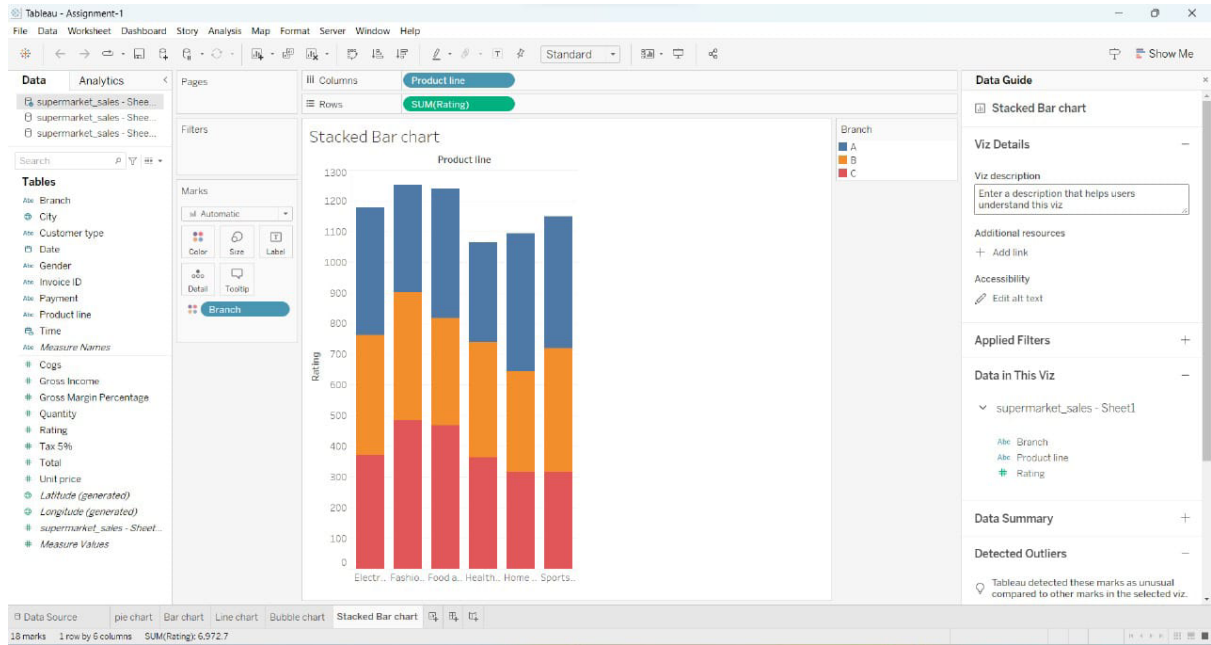 Tableau - Assignment-1
File Data Worksheet Dashboard Story Analysis Map Format Server Window Help
Standard
Show Me
Data Analytics
supermarket_sales - Shee...
supermarket_sales - Shee...
supermarket_sales - Shee...
Search
Tables
Abc Branch
City
Abc Customer type
Date
Abc Gender
Abc Invoice ID
Abc Payment
Abc Product line
Time
Abc Measure Names
# Cogs
# Gross Income
# Gross Margin Percentage
# Quantity
# Rating
# Tax 5%
# Total
# Unit price
Latitude (generated)
Longitude (generated)
# supermarket_sales - Sheet...
# Measure Values
Pages
Filters
Marks
Automatic
Color Size Label
Detail Tooltip
Branch
Columns Product line
Rows SUM(Rating)
Stacked Bar chart
Product line
Rating
1300
1200
1100
1000
900
800
700
600
500
400
300
200
100
0
Electr.. Fashio.. Food a.. Health.. Home .. Sports..
Branch
A
B
C
Data Guide
Stacked Bar chart
Viz Details
Viz description
Enter a description that helps users
understand this viz
Additional resources
+ Add link
Accessibility
Edit alt text
Applied Filters
Data in This Viz
supermarket_sales - Sheet1
Abc Branch
Abc Product line
# Rating
Data Summary
Detected Outliers
Tableau detected these marks as unusual
compared to other marks in the selected viz.
Data Source pie chart Bar chart Line chart Bubble chart Stacked Bar chart
18 marks 1 row by 6 columns SUM(Rating): 6,972.7